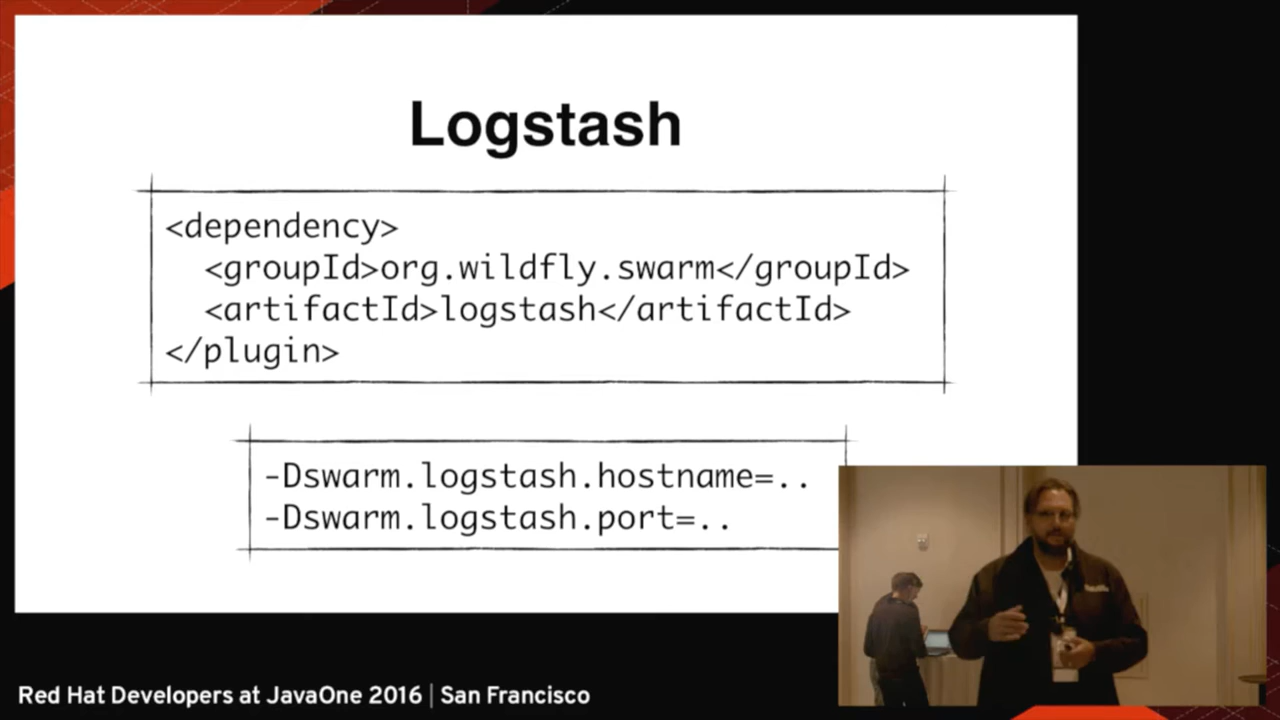 Logstash
<dependency>
  <groupId>org.wildfly.swarm</groupId>
  <artifactId>logstash</artifactId>
</plugin>
-Dswarm.logstash.hostname=..
-Dswarm.logstash.port=..
Red Hat Developers at JavaOne 2016 | San Francisco